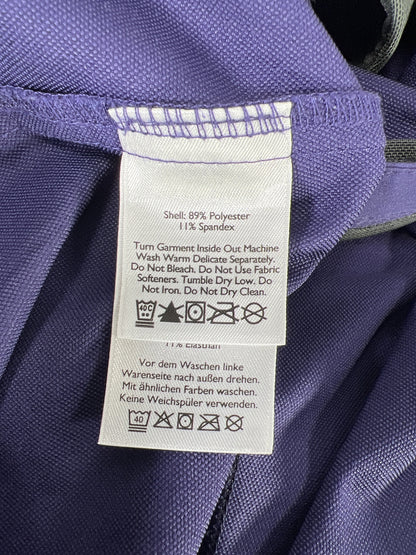 Shell: 89% Polyester
11% Spandex
Turn Garment Inside Out Machine
Wash Warm Delicate Separately.
Do Not Bleach. Do Not Use Fabric
Softeners. Tumble Dry Low. Do
Not Iron. Do Not Dry Clean.
40C
11% Elasthan
Vor dem Waschen linke
Warenseite nach außen drehen.
Mit ähnlichen Farben waschen.
Keine Weichspüler verwenden.
40